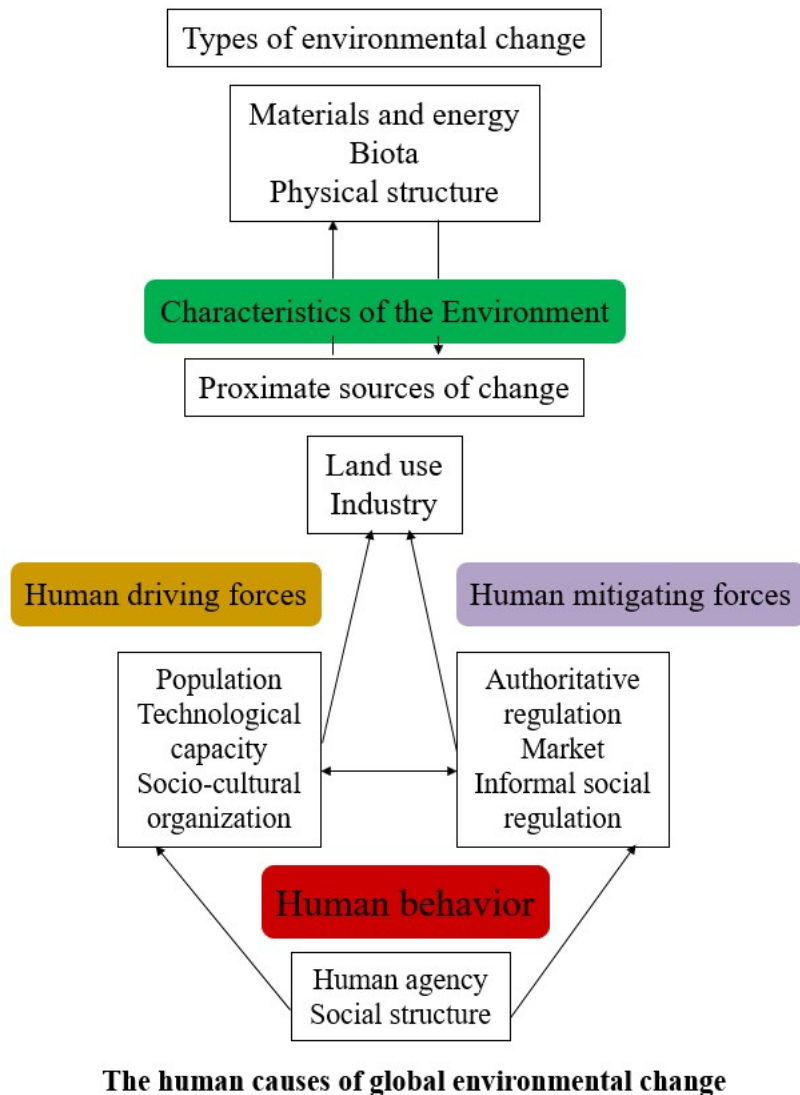 Types of environmental change
Materials and energy
Biota
Physical structure
Characteristics of the Environment
Proximate sources of change
Land use
Industry
Human driving forces
Human mitigating forces
Population
Technological
capacity
Socio-cultural
organization
Authoritative
regulation
Market
Informal social
regulation
Human behavior
Human agency
Social structure
The human causes of global environmental change